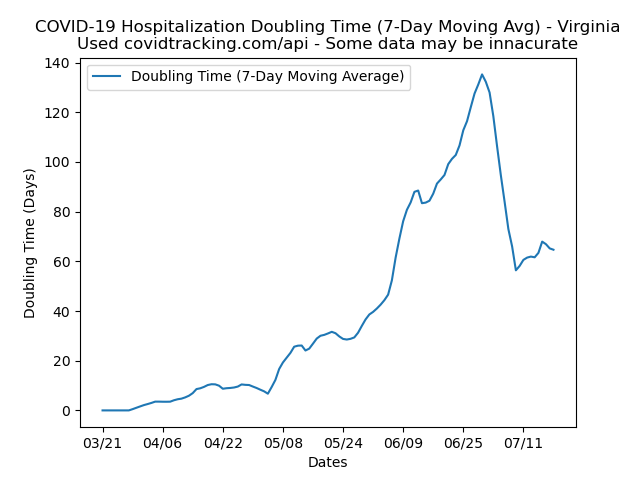 COVID-19 Hospitalization Doubling Time (7-Day Moving Avg) - Virginia
Used covidtracking.com/api - Some data may be innacurate
Doubling Time (7-Day Moving Average)
Doubling Time (Days)
140
120
100
80
60
40
20
0
03/21 04/06 04/22 05/08 05/24 06/09 06/25 07/11
Dates